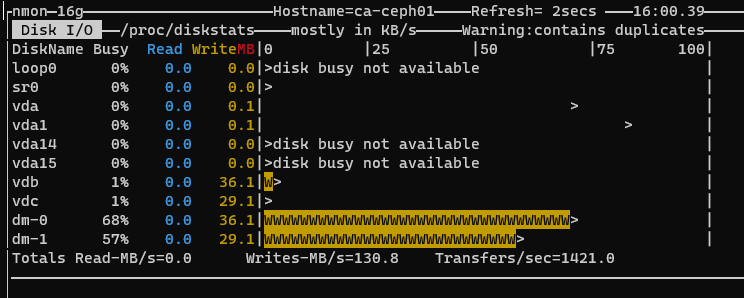 nmon-16g Hostname=ca-ceph01 Refresh= 2secs 16:00.39
Disk I/O /proc/diskstats mostly in KB/s Warning:contains duplicates
DiskName Busy Read WriteMB|0 |25 |50 |75 100|
loop0 0% 0.0 0.0|>disk busy not available |
sr0 0% 0.0 0.0|> |
vda 0% 0.0 0.1| > |
vda1 0% 0.0 0.1| > |
vda14 0% 0.0 0.0|>disk busy not available |
vda15 0% 0.0 0.0|>disk busy not available |
vdb 1% 0.0 36.1|W> |
vdc 1% 0.0 29.1|> |
dm-0 68% 0.0 36.1|WWWWWWWWWWWWWWWWWWWWWWWWWWWWWWWWWW> |
dm-1 57% 0.0 29.1|WWWWWWWWWWWWWWWWWWWWWWWWWWWW> |
Totals Read-MB/s=0.0 Writes-MB/s=130.8 Transfers/sec=1421.0